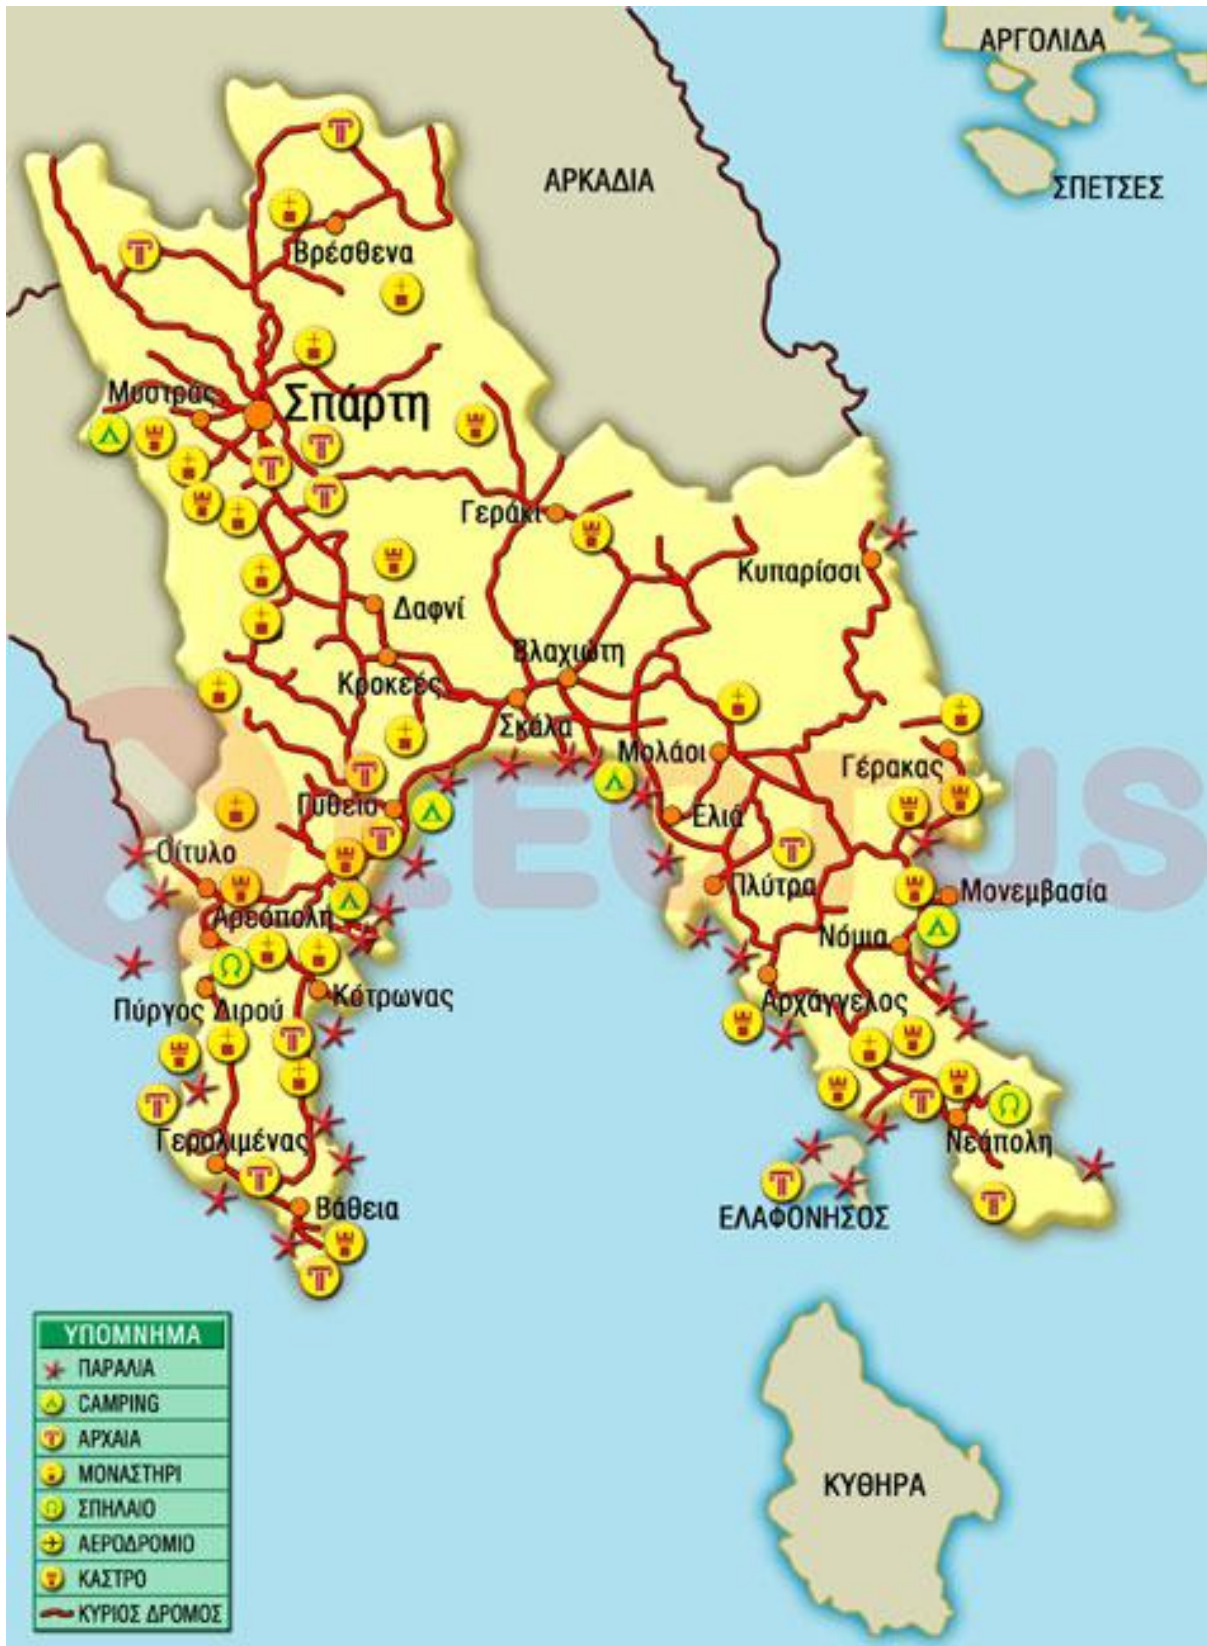 ΑΡΓΟΛΙΔΑ
ΑΡΚΑΔΙΑ
ΣΠΕΤΣΕΣ
Βρέσθενα
Μυστράς
Σπάρτη
Γεράκι
Κυπαρίσσι
Δαφνί
Βλαχιώτη
Κροκεές
Σκάλα
Μολάοι
Γέρακας
Γύθειο
Ελιά
Οίτυλο
Πλύτρα
Μονεμβασία
Αρεόπολη
Νόμια
Πύργος Διρού
Κότρωνας
Αρχάγγελος
Γερολιμένας
Νεάπολη
Βάθεια
ΕΛΑΦΟΝΗΣΟΣ
ΚΥΘΗΡΑ
ΥΠΟΜΝΗΜΑ
ΠΑΡΑΛΙΑ
CAMPING
ΑΡΧΑΙΑ
ΜΟΝΑΣΤΗΡΙ
ΣΠΗΛΑΙΟ
ΑΕΡΟΔΡΟΜΙΟ
ΚΑΣΤΡΟ
ΚΥΡΙΟΣ ΔΡΟΜΟΣ